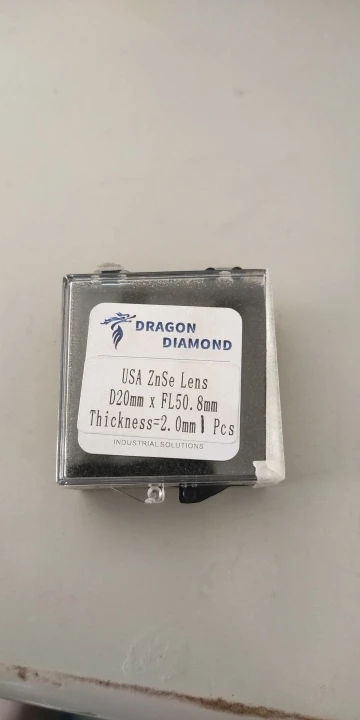 DRAGON
DIAMOND
USA ZnSe Lens
D20mm x FL50.8mm
Thickness=2.0mm 1 Pcs
INDUSTRIAL SOLUTIONS